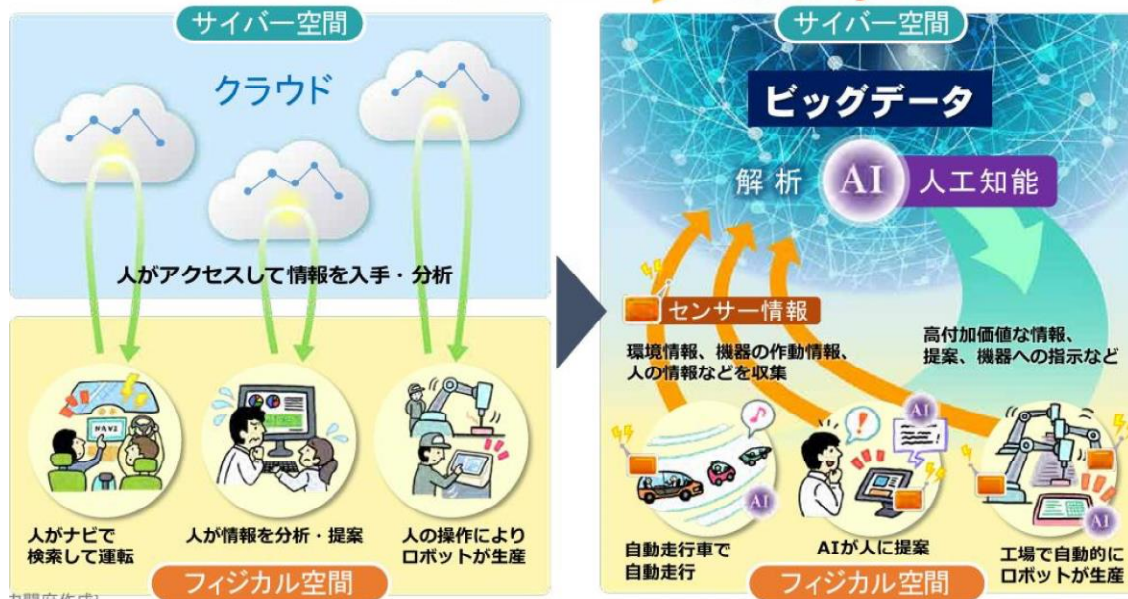 サイバー空間
クラウド
人がアクセスして情報を入手・分析
NAVI
人がナビで
検索して運転
人が情報を分析・提案
人の操作により
ロボットが生産
フィジカル空間
サイバー空間
ビッグデータ
解析 AI 人工知能
センサー情報
環境情報、機器の作動情報、
人の情報などを収集
高付加価値な情報、
提案、機器への指示など
AI
AI
AI
自動走行車で
自動走行
AIが人に提案
工場で自動的に
ロボットが生産
フィジカル空間